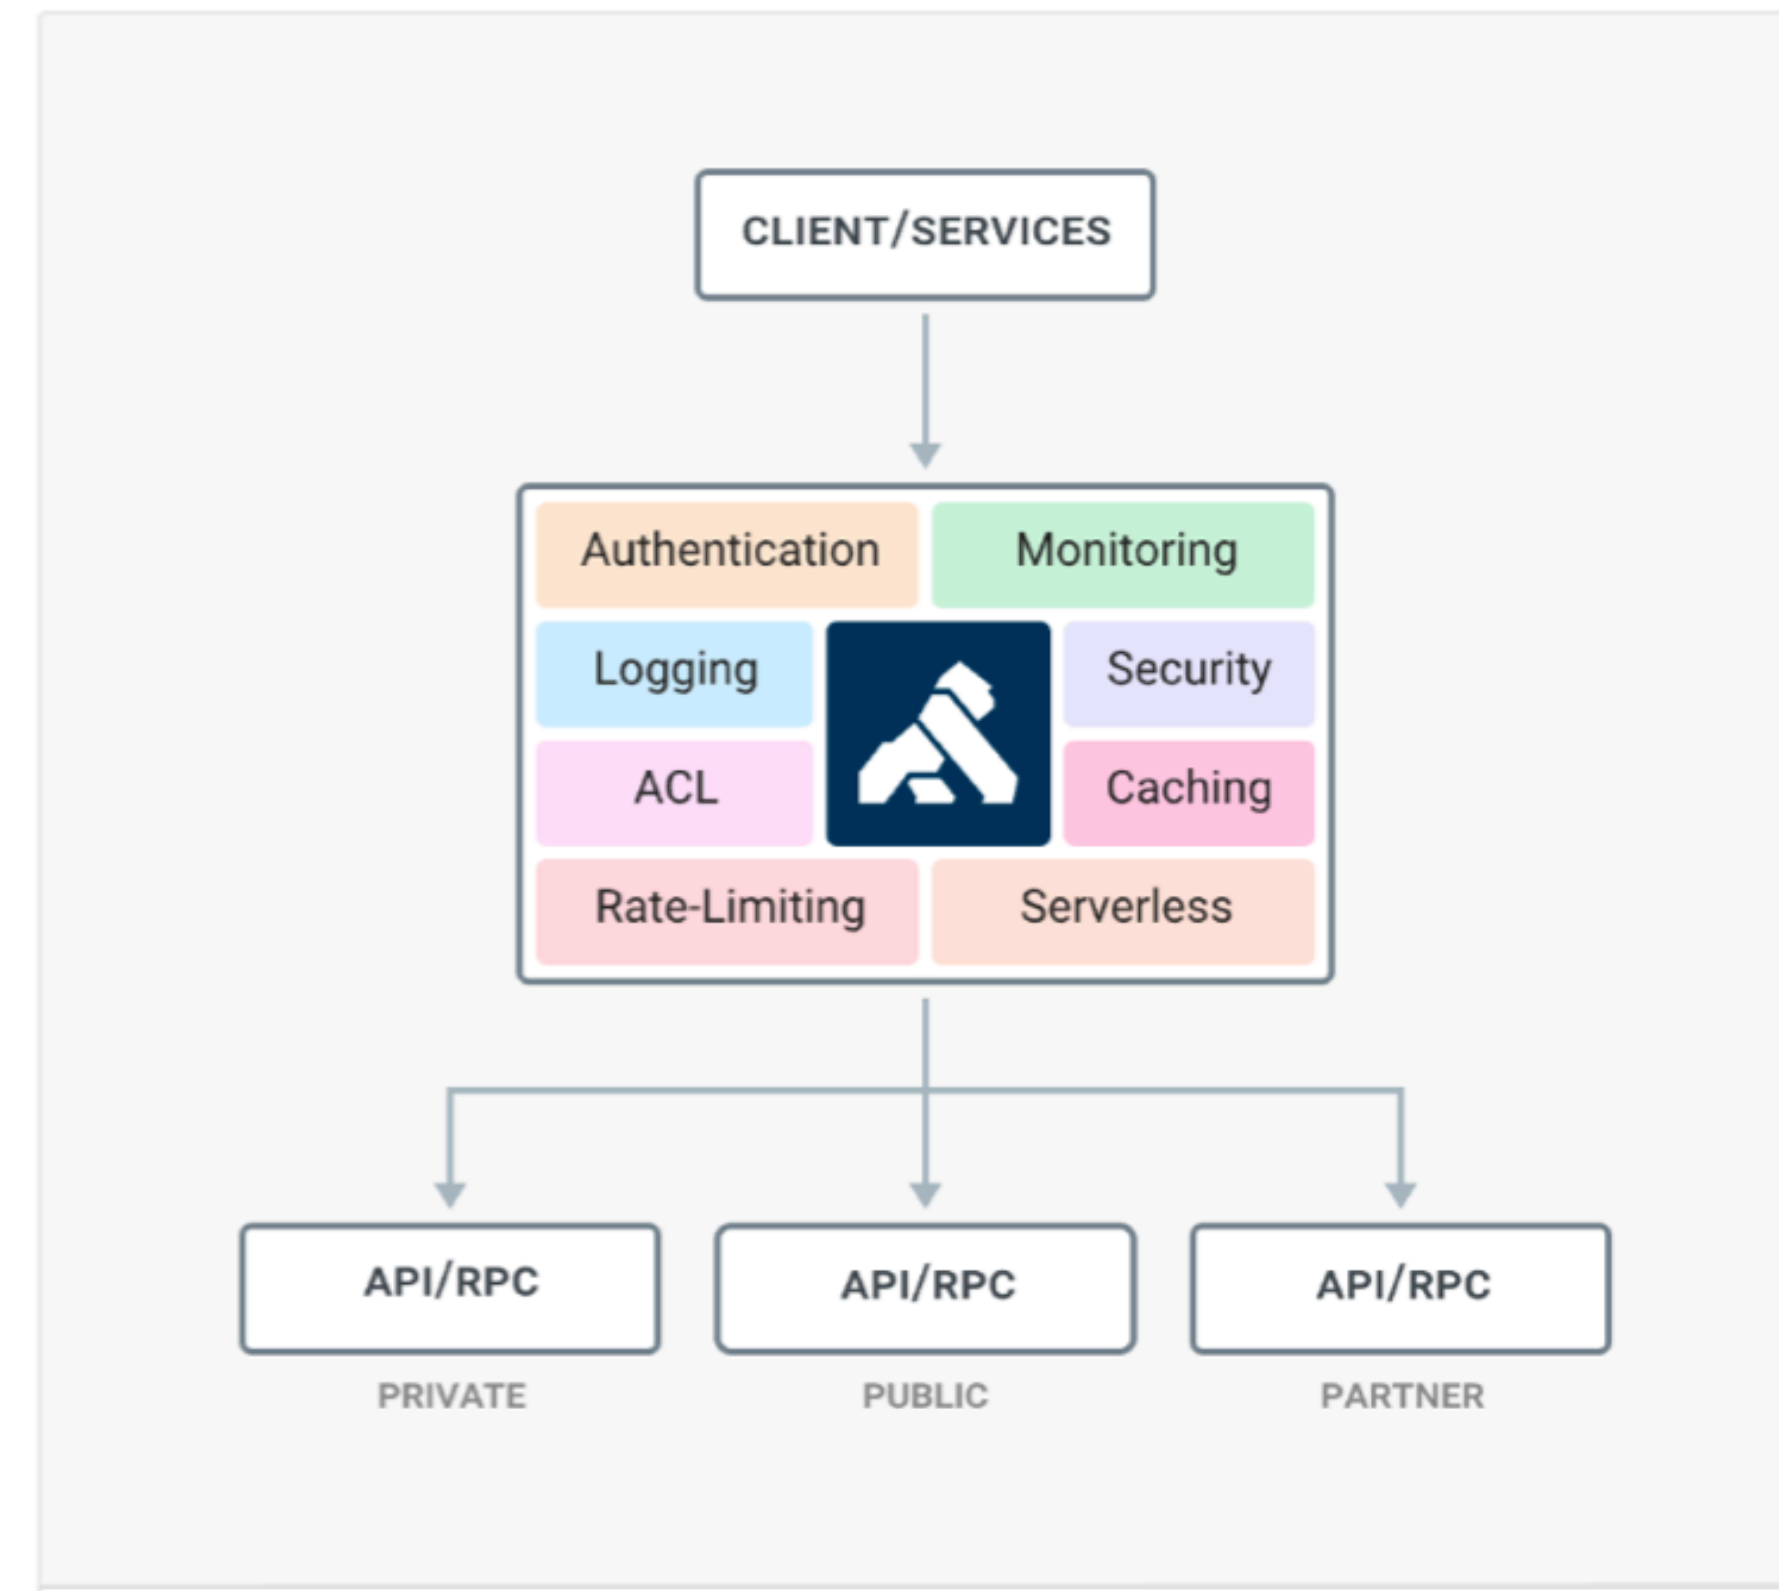 CLIENT/SERVICES
Authentication
Monitoring
Logging
Security
ACL
Caching
Rate-Limiting
Serverless
API/RPC
API/RPC
API/RPC
PRIVATE
PUBLIC
PARTNER